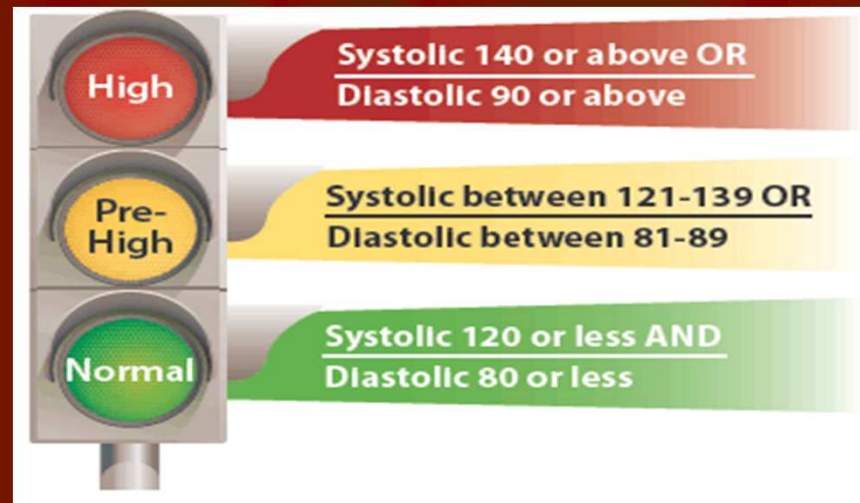 High
Systolic 140 or above OR
Diastolic 90 or above
Pre-
High
Systolic between 121-139 OR
Diastolic between 81-89
Normal
Systolic 120 or less AND
Diastolic 80 or less